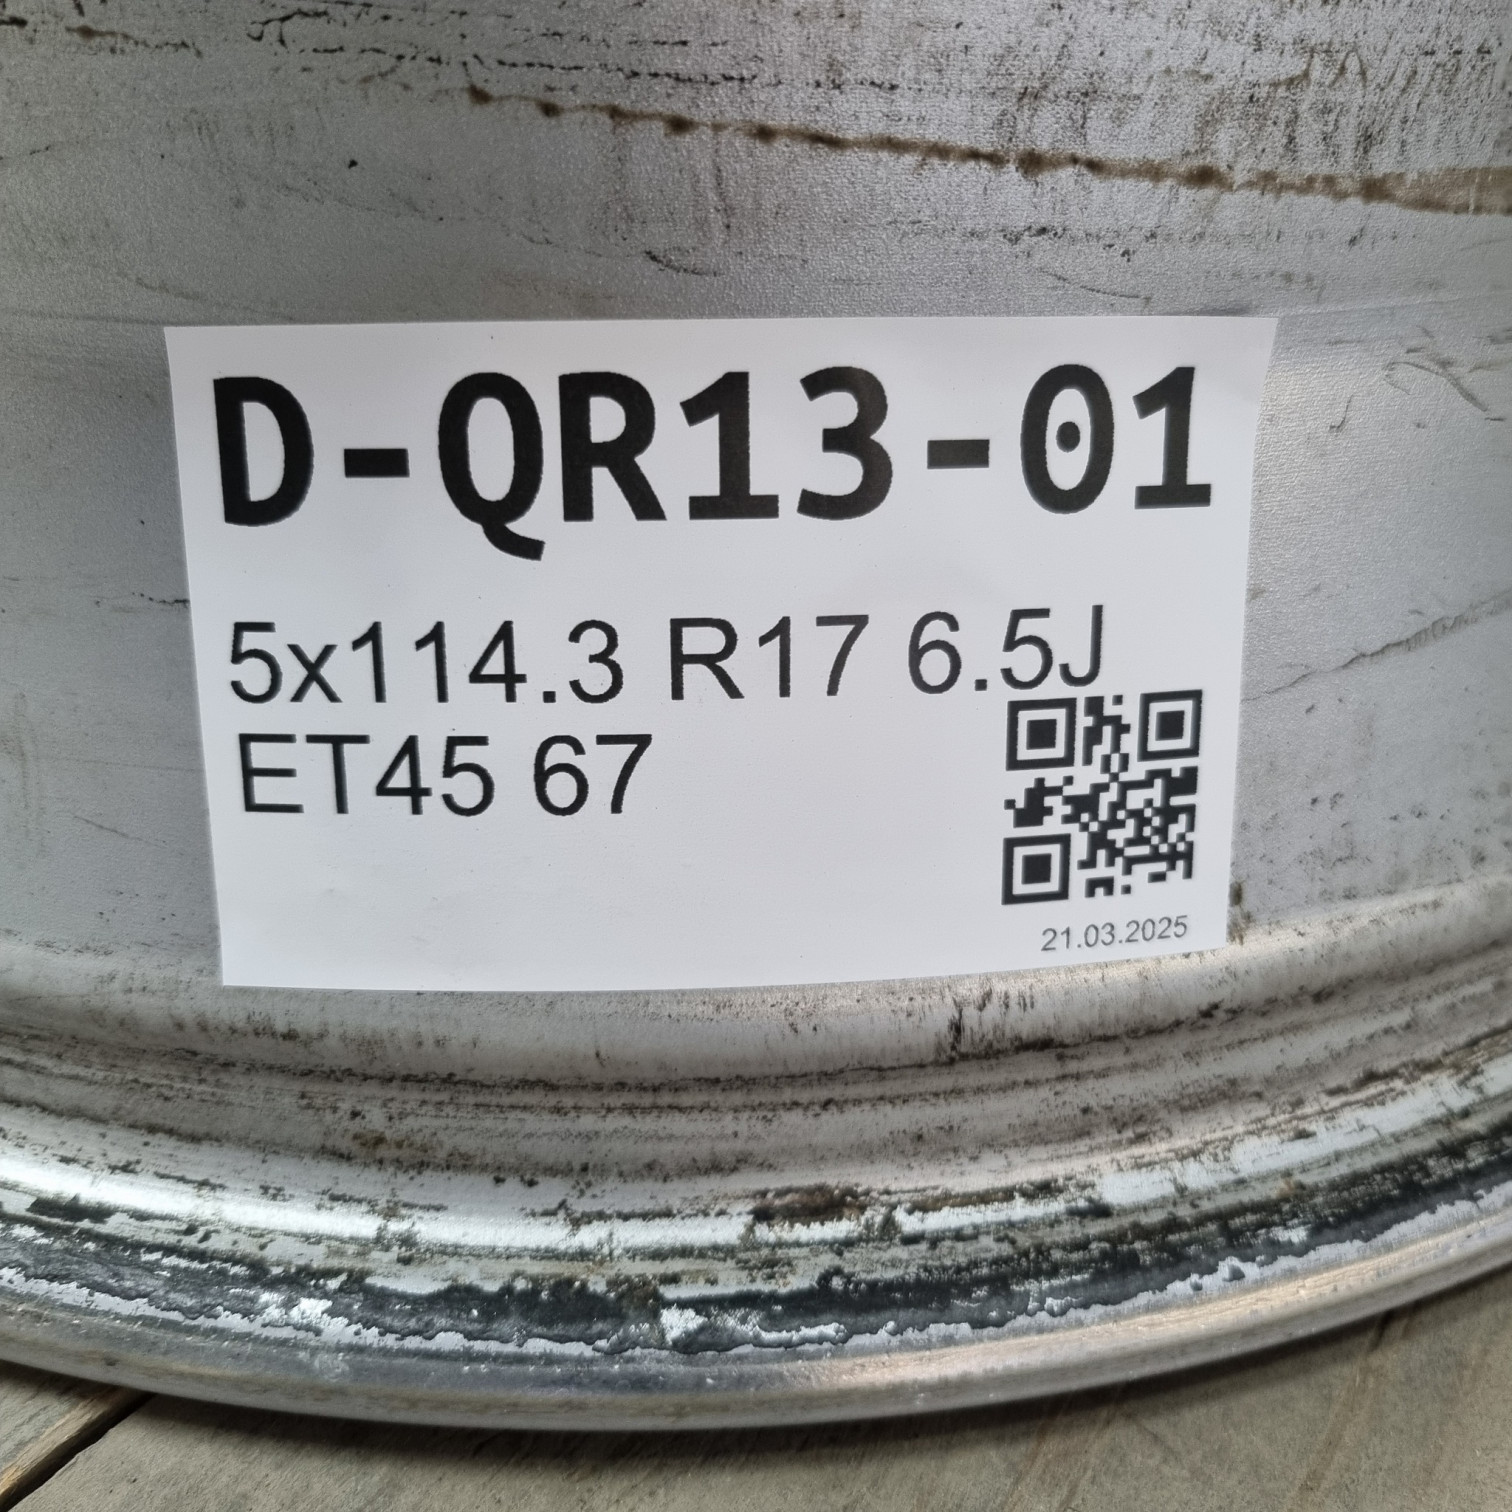 D-QR13-01
5x114.3 R17 6.5J
ET45 67
21.03.2025